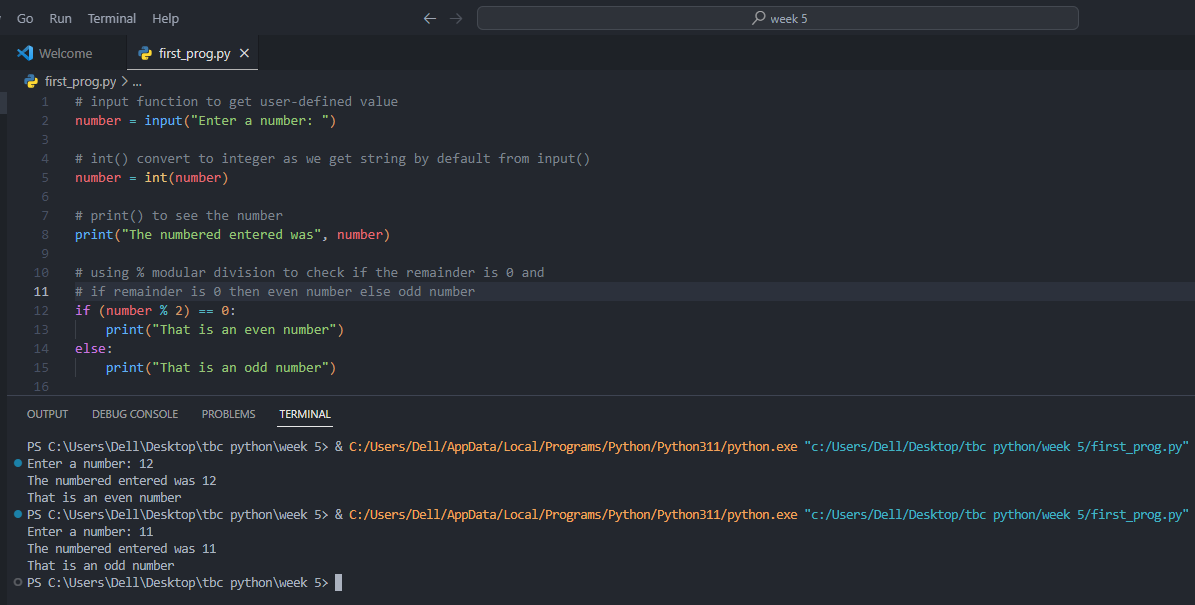 Go Run Terminal Help
week 5
Welcome
first_prog.py
first_prog.py > ...
1 # input function to get user-defined value
2 number = input("Enter a number: ")
3
4 # int() convert to integer as we get string by default from input()
5 number = int(number)
6
7 # print() to see the number
8 print("The numbered entered was", number)
9
10 # using % modular division to check if the remainder is 0 and
11 # if remainder is 0 then even number else odd number
12 if (number % 2) == 0:
13     print("That is an even number")
14 else:
15     print("That is an odd number")
16
OUTPUT DEBUG CONSOLE PROBLEMS TERMINAL
PS C:\Users\Dell\Desktop\tbc python\week 5> & C:/Users/Dell/AppData/Local/Programs/Python/Python311/python.exe "c:/Users/Dell/Desktop/tbc python/week 5/first_prog.py"
Enter a number: 12
The numbered entered was 12
That is an even number
PS C:\Users\Dell\Desktop\tbc python\week 5> & C:/Users/Dell/AppData/Local/Programs/Python/Python311/python.exe "c:/Users/Dell/Desktop/tbc python/week 5/first_prog.py"
Enter a number: 11
The numbered entered was 11
That is an odd number
PS C:\Users\Dell\Desktop\tbc python\week 5>